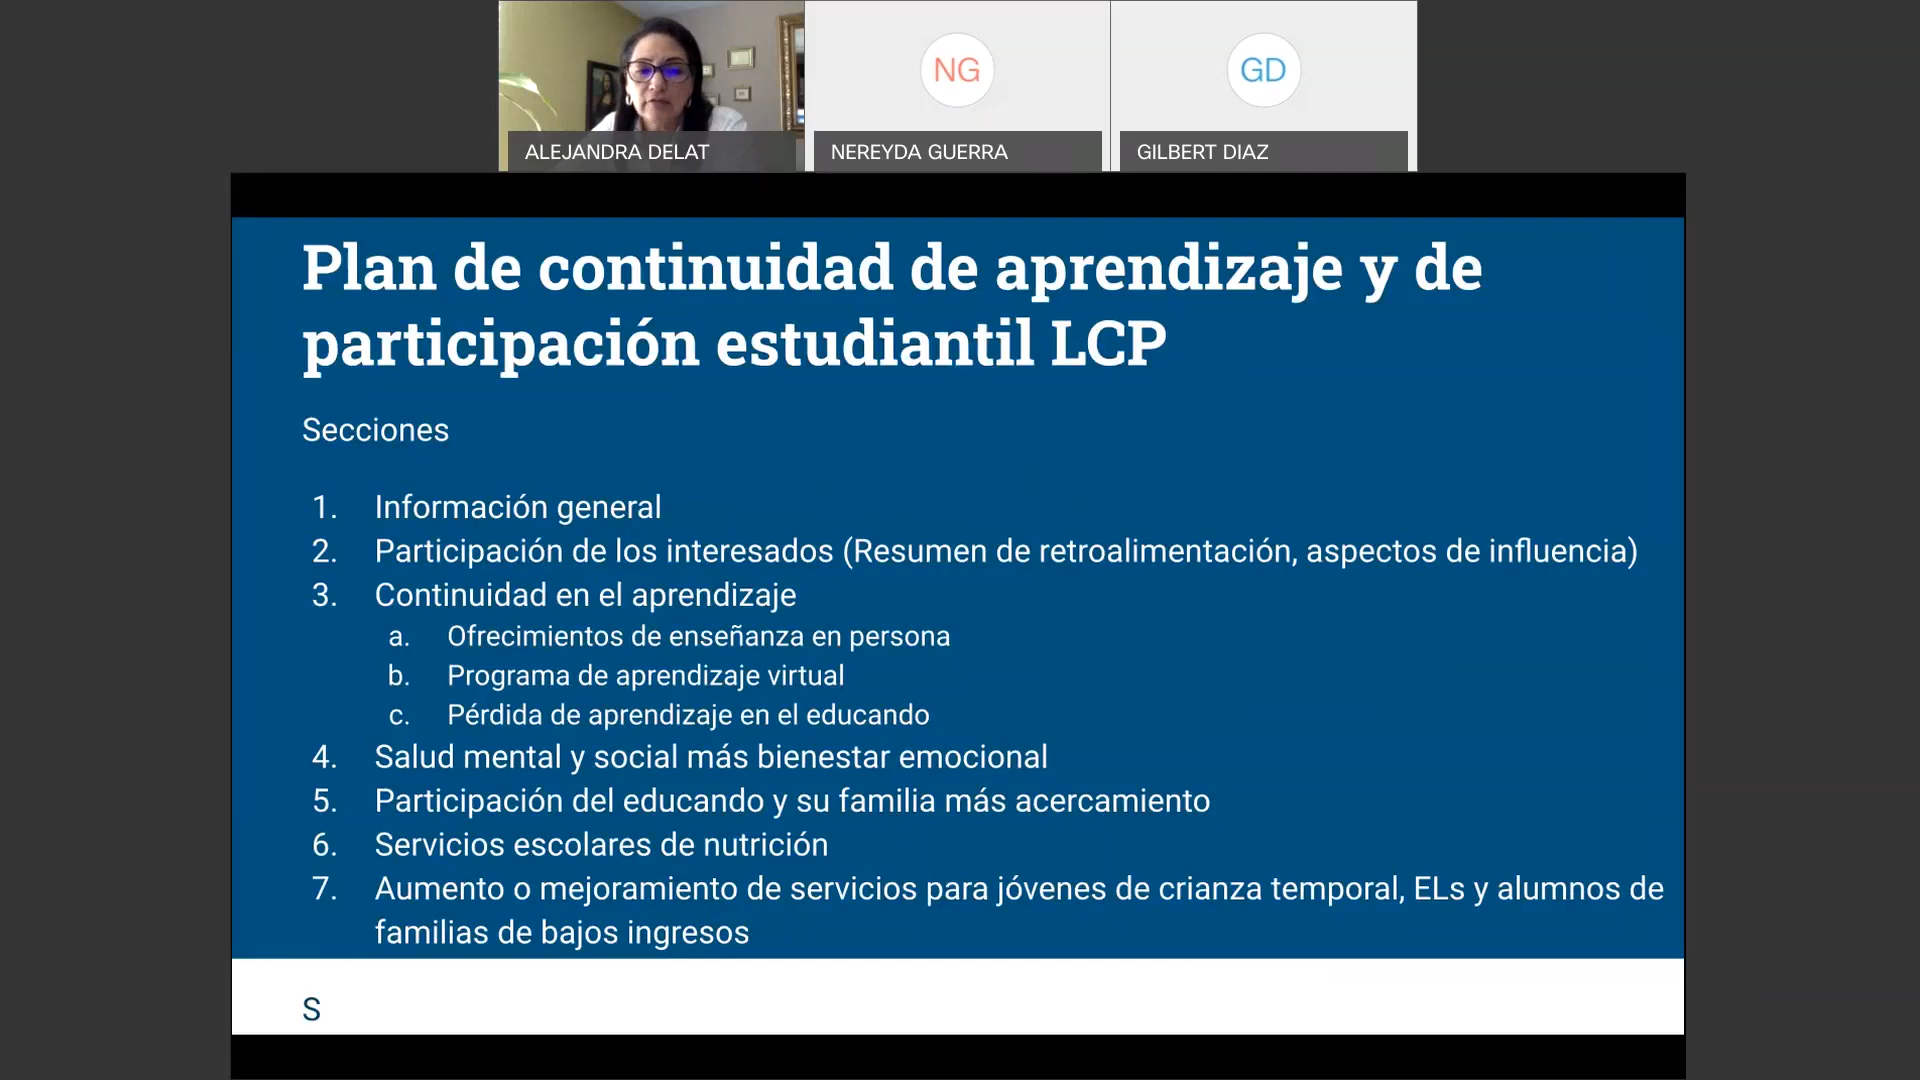 NG
GD
ALEJANDRA DELAT
NEREYDA GUERRA
GILBERT DIAZ
Plan de continuidad de aprendizaje y de
participación estudiantil LCP
Secciones
1. Información general
2. Participación de los interesados (Resumen de retroalimentación, aspectos de influencia)
3. Continuidad en el aprendizaje
a. Ofrecimientos de enseñanza en persona
b. Programa de aprendizaje virtual
c. Pérdida de aprendizaje en el educando
4. Salud mental y social más bienestar emocional
5. Participación del educando y su familia más acercamiento
6. Servicios escolares de nutrición
7. Aumento o mejoramiento de servicios para jóvenes de crianza temporal, ELs y alumnos de
familias de bajos ingresos
S